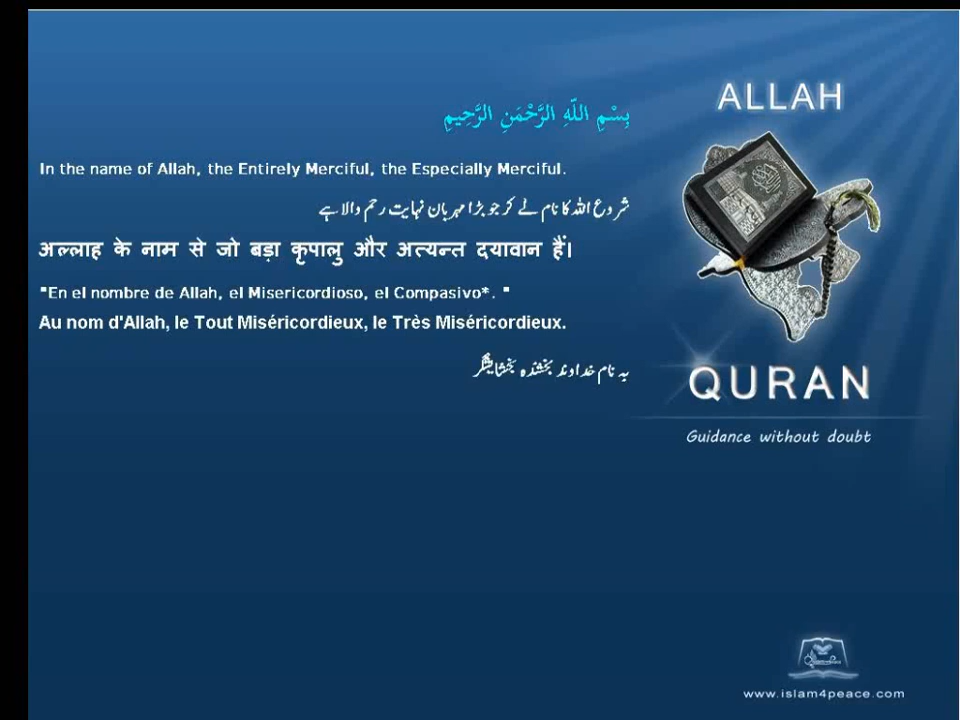 بِسْمِ اللَّهِ الرَّحْمَنِ الرَّحِيمِ
In the name of Allah, the Entirely Merciful, the Especially Merciful.
شروع الله کا نام لے کر جو بڑا مہربان نہایت رحم والا ہے
अल्लाह के नाम से जो बड़ा कृपालु और अत्यन्त दयावान हैं।
"En el nombre de Allah, el Misericordioso, el Compasivo*. "
Au nom d'Allah, le Tout Miséricordieux, le Très Miséricordieux.
به نام خداوند بخشنده بخشایشگر
ALLAH
QURAN
Guidance without doubt
www.islam4peace.com